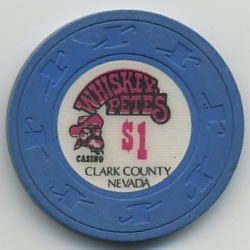 WHISKEY
PETES
$1
CASINO
CLARK COUNTY
NEVADA